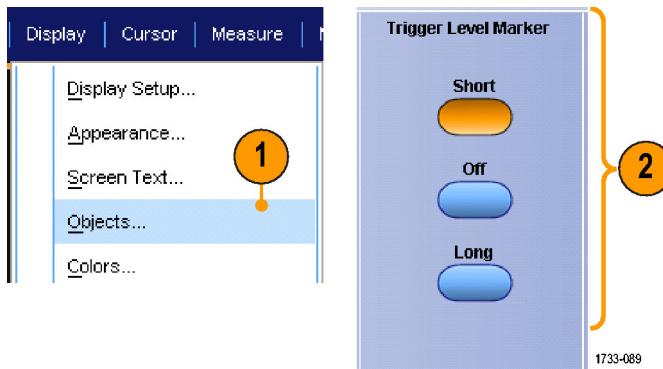 Display Cursor Measure
Display Setup...
Appearance...
Screen Text...
Objects...
Colors...
1
Trigger Level Marker
Short
Off
Long
2
1733-089